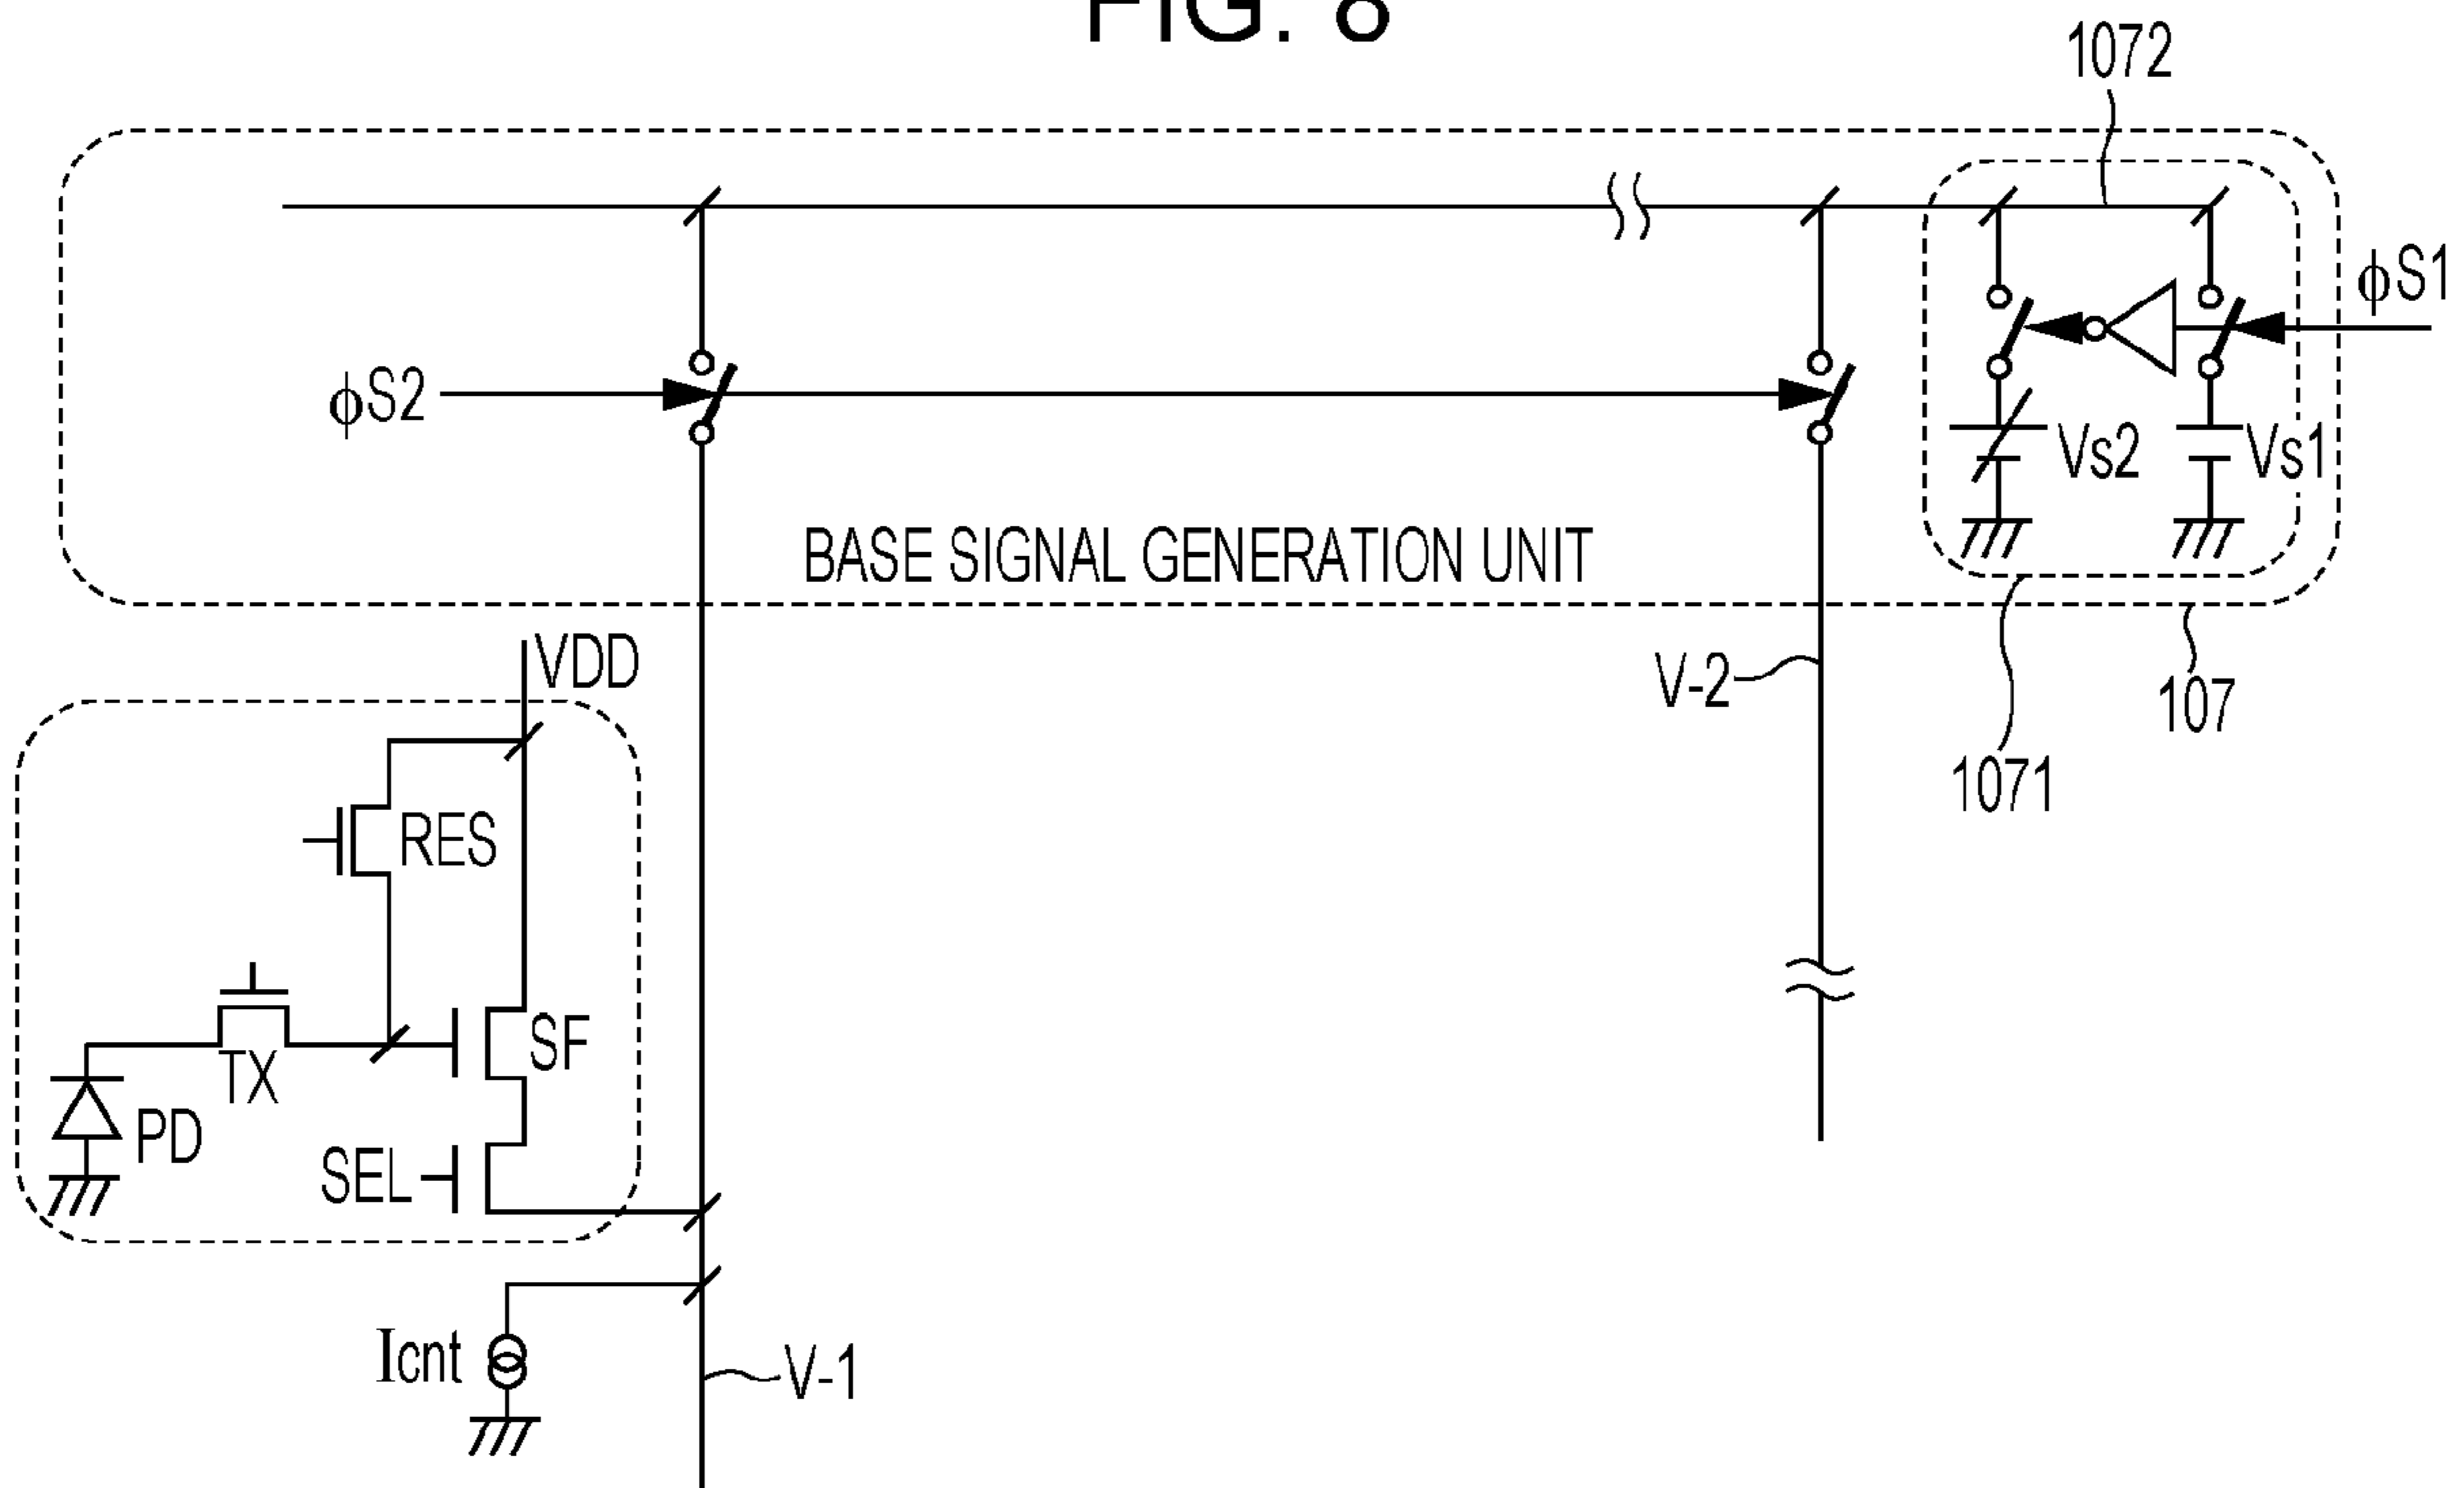 FIG. 8
1072
ϕS1
ϕS2
Vs2
Vs1
BASE SIGNAL GENERATION UNIT
VDD
V-2
107
1071
RES
SF
TX
PD
SEL
Icnt
V-1